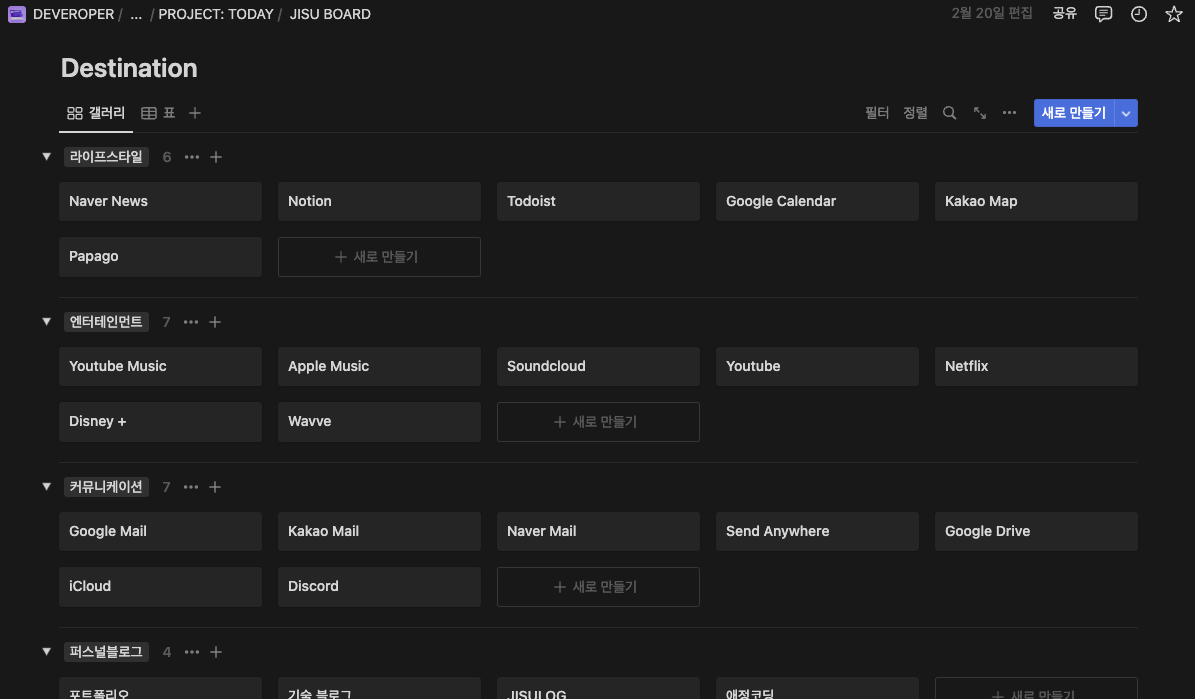 DEVEROPER / ... / PROJECT: TODAY / JISU BOARD 2월 20일 편집 공유
Destination
갤러리 표 필터 정렬 새로 만들기
라이프스타일 6
Naver News Notion Todoist Google Calendar Kakao Map
Papago + 새로 만들기
엔터테인먼트 7
Youtube Music Apple Music Soundcloud Youtube Netflix
Disney + Wavve + 새로 만들기
커뮤니케이션 7
Google Mail Kakao Mail Naver Mail Send Anywhere Google Drive
iCloud Discord + 새로 만들기
퍼스널블로그 4
포트폴리오 기술 블로그 JISULOG 애정코딩 + 새로 만들기